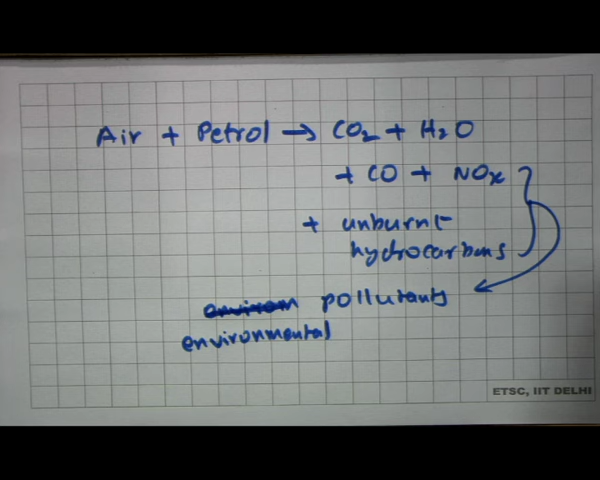 Air + Petrol → CO₂ + H₂O
+ CO + NOx
+ unburnt
hydrocarbons
environ pollutants
environmental
ETSC, IIT DELHI